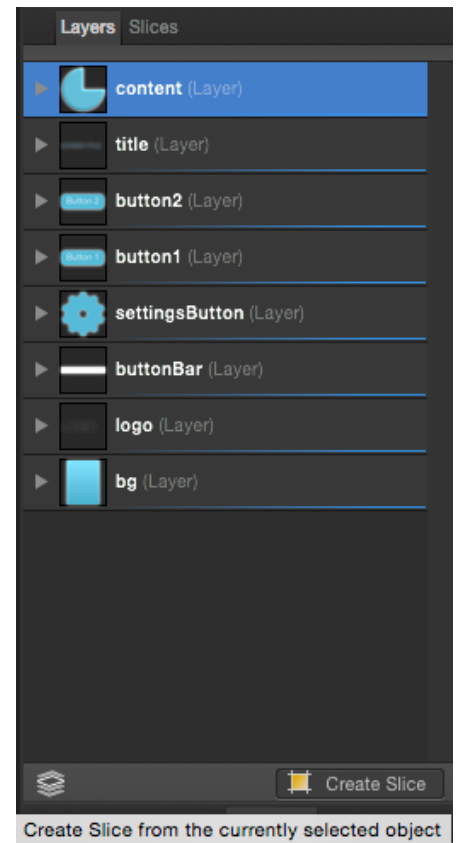 Layers Slices
content (Layer)
title (Layer)
Button 2 button2 (Layer)
Button 1 button1 (Layer)
settingsButton (Layer)
buttonBar (Layer)
logo (Layer)
bg (Layer)
Create Slice
Create Slice from the currently selected object